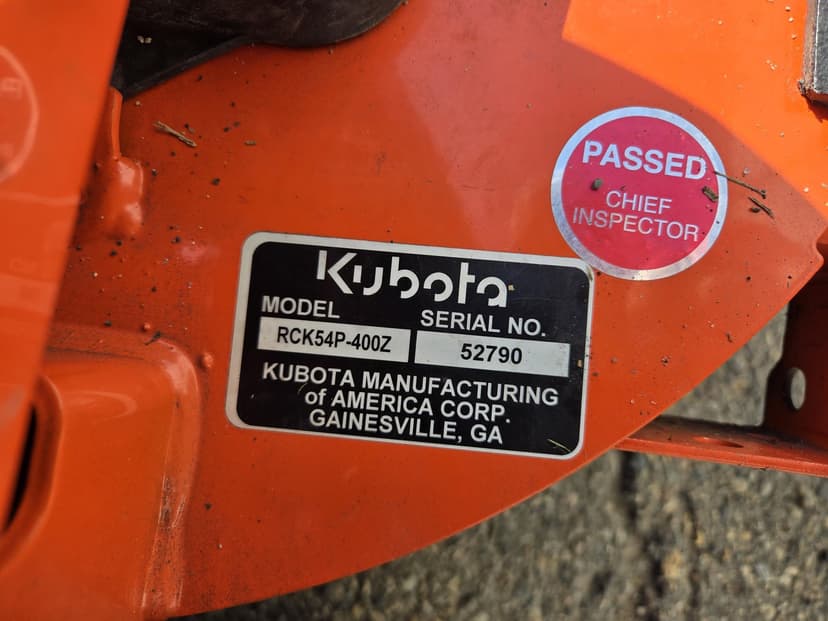 PASSED
CHIEF
INSPECTOR
Kubota
MODEL SERIAL NO.
RCK54P-400Z 52790
KUBOTA MANUFACTURING
of AMERICA CORP.
GAINESVILLE, GA